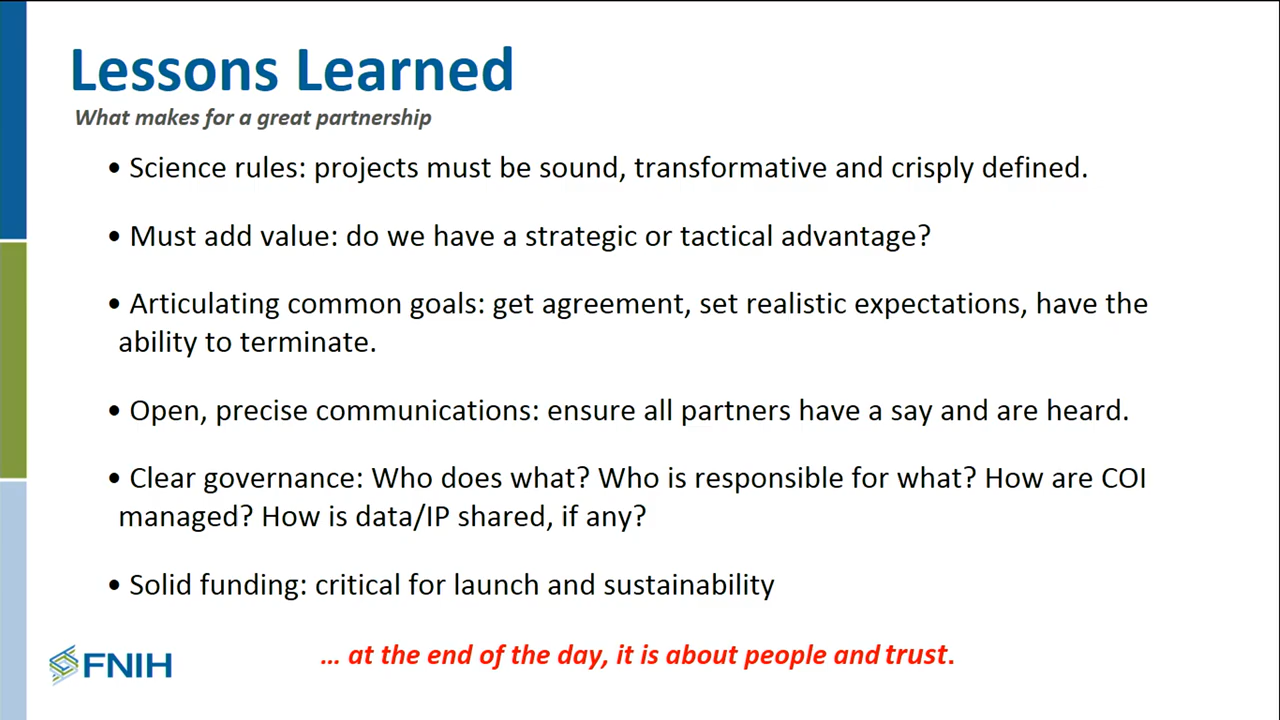 Lessons Learned
What makes for a great partnership
• Science rules: projects must be sound, transformative and crisply defined.
• Must add value: do we have a strategic or tactical advantage?
• Articulating common goals: get agreement, set realistic expectations, have the
ability to terminate.
• Open, precise communications: ensure all partners have a say and are heard.
• Clear governance: Who does what? Who is responsible for what? How are COI
managed? How is data/IP shared, if any?
• Solid funding: critical for launch and sustainability
... at the end of the day, it is about people and trust.
FNIH